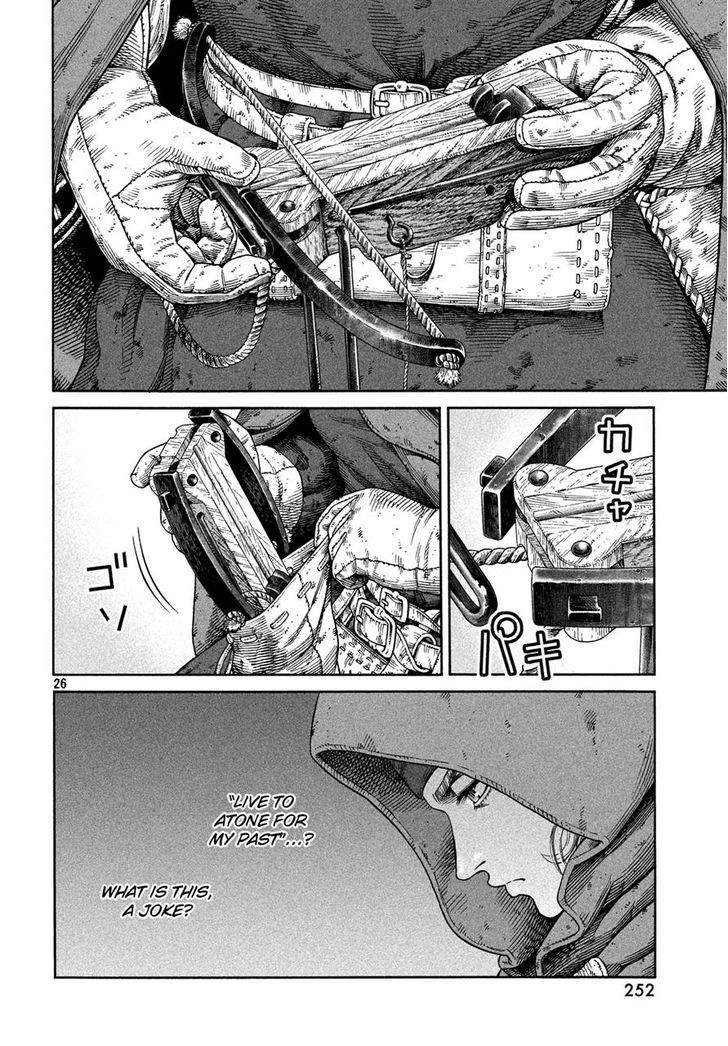 カチャ
パキ
ゴソ
26
"LIVE TO
ATONE FOR
MY PAST"...?
WHAT IS THIS,
A JOKE?
252